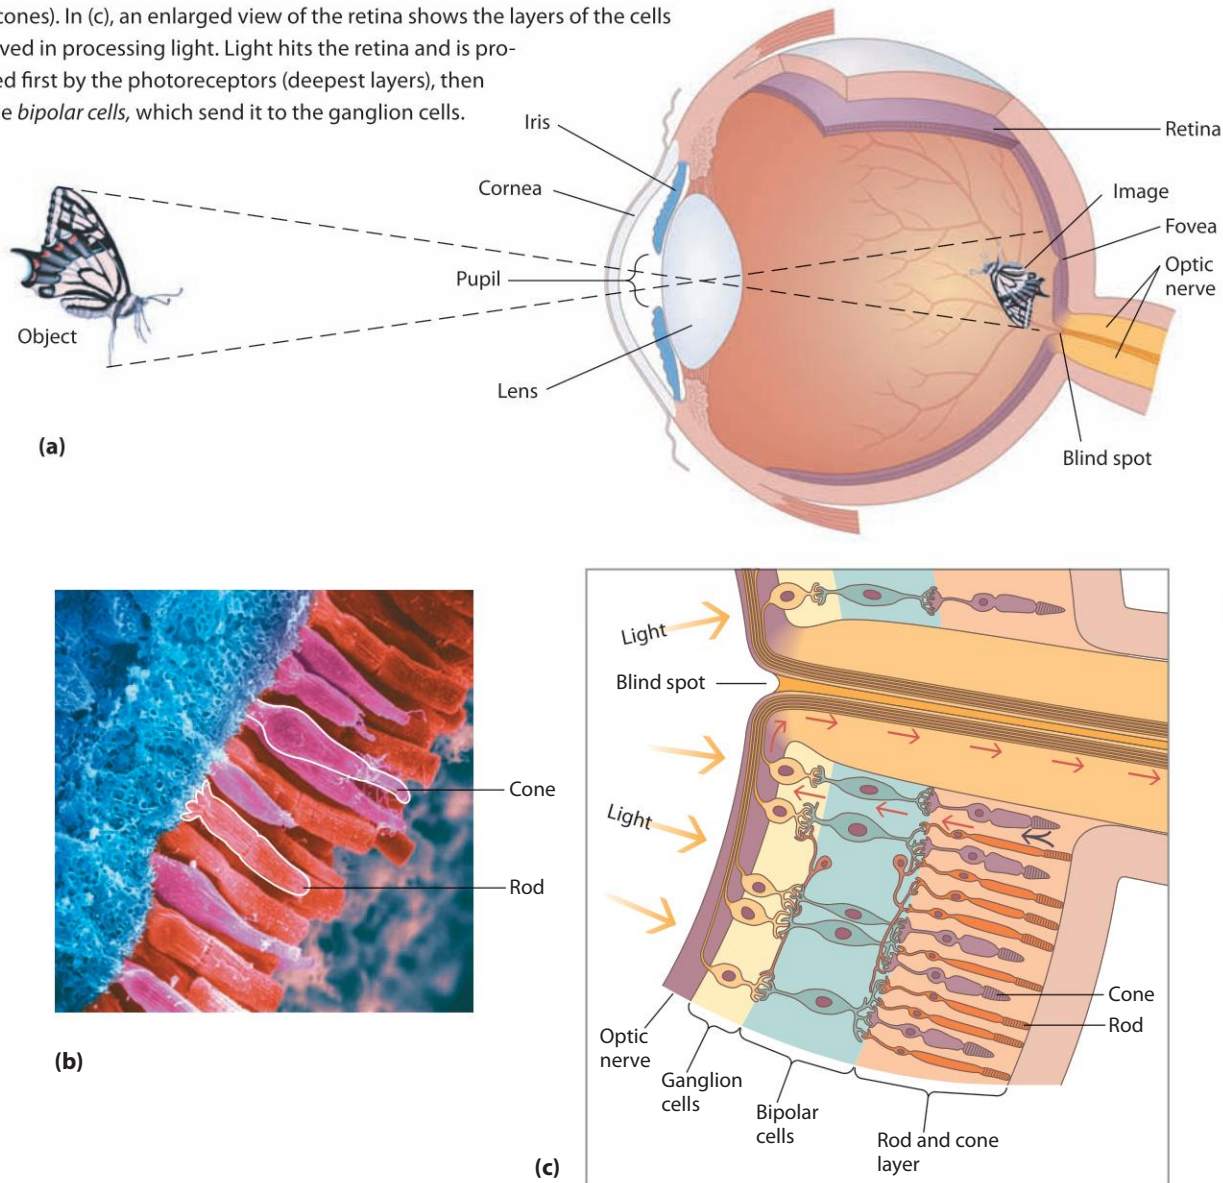 cones). In (c), an enlarged view of the retina shows the layers of the cells
ved in processing light. Light hits the retina and is pro-
ed first by the photoreceptors (deepest layers), then
e bipolar cells, which send it to the ganglion cells.
Iris
Retina
Cornea
Image
Fovea
Pupil
Optic
nerve
Object
Lens
(a)
Blind spot
Light
Blind spot
Cone
Light
Rod
Cone
Rod
Optic
nerve
(b)
Ganglion
cells
Bipolar
cells
Rod and cone
layer
(c)